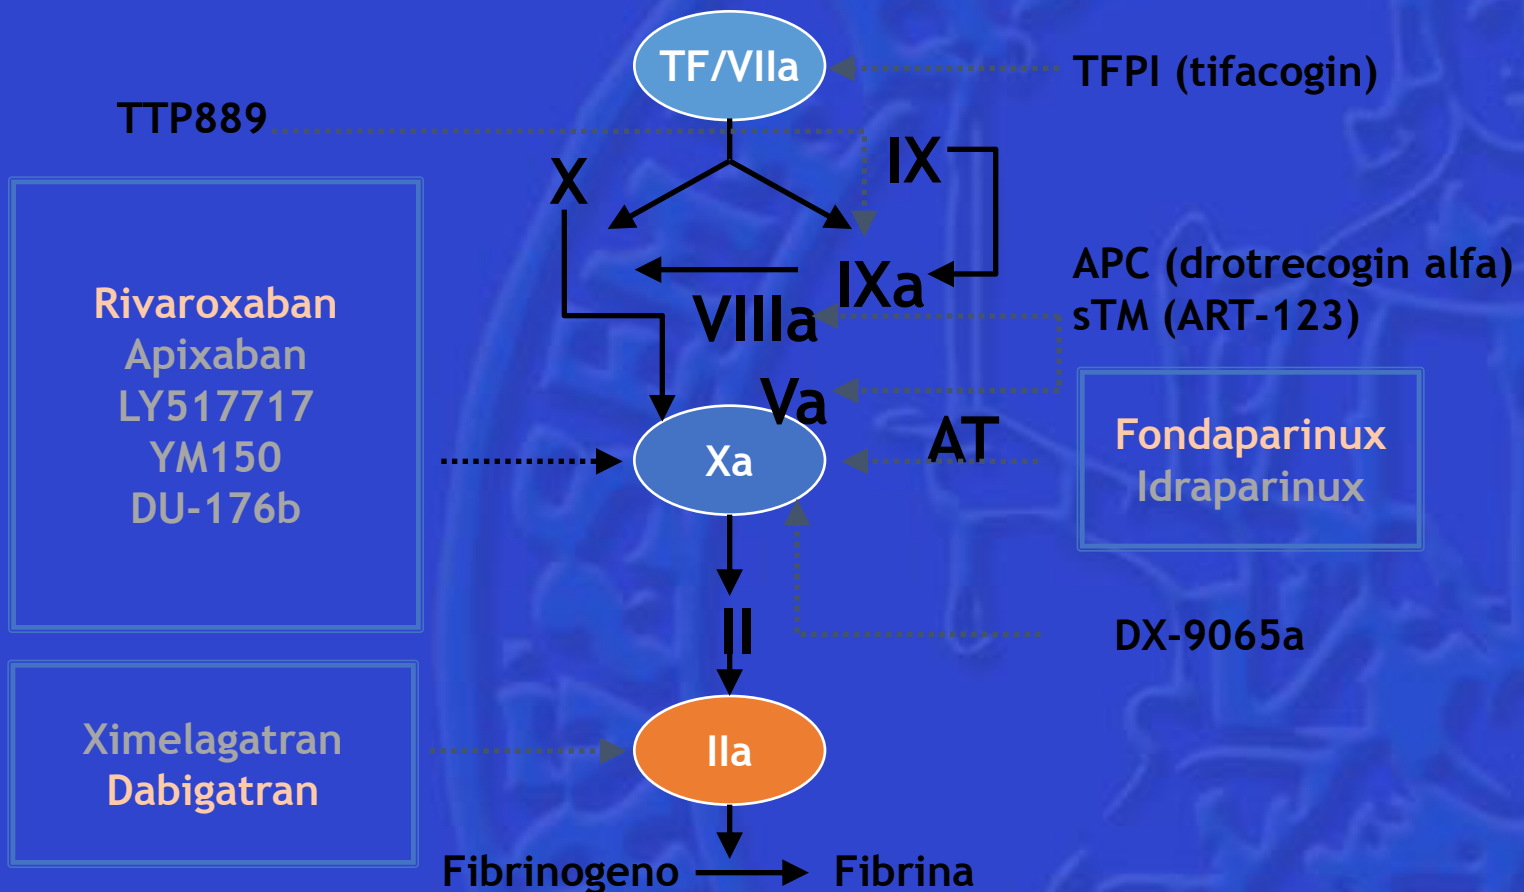 TF/VIIa
TFPI (tifacogin)
TTP889
X
IX
IXa
VIIIa
APC (drotrecogin alfa)
sTM (ART-123)
Rivaroxaban
Apixaban
LY517717
YM150
DU-176b
Va
Xa
AT
Fondaparinux
Idraparinux
II
DX-9065a
Ximelagatran
Dabigatran
IIa
Fibrinogeno
Fibrina